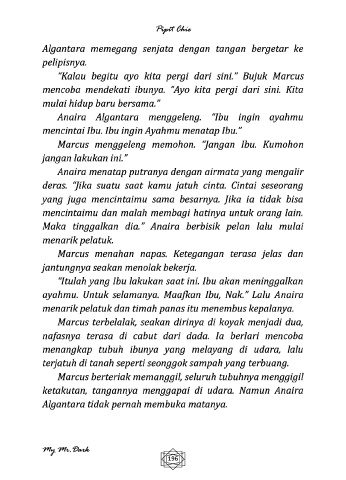 Pipit Chie
Algantara memegang senjata dengan tangan bergetar ke
pelipisnya.
"Kalau begitu ayo kita pergi dari sini." Bujuk Marcus
mencoba mendekati ibunya. "Ayo kita pergi dari sini. Kita
mulai hidup baru bersama."
Anaira Algantara menggeleng. "Ibu ingin ayahmu
mencintai Ibu. Ibu ingin Ayahmu menatap Ibu."
Marcus menggeleng memohon. "Jangan Ibu. Kumohon
jangan lakukan ini."
Anaira menatap putranya dengan airmata yang mengalir
deras. "Jika suatu saat kamu jatuh cinta. Cintai seseorang
yang juga mencintaimu sama besarnya. Jika ia tidak bisa
mencintaimu dan malah membagi hatinya untuk orang lain.
Maka tinggalkan dia." Anaira berbisik pelan lalu mulai
menarik pelatuk.
Marcus menahan napas. Ketegangan terasa jelas dan
jantungnya seakan menolak bekerja.
"Itulah yang Ibu lakukan saat ini. Ibu akan meninggalkan
ayahmu. Untuk selamanya. Maafkan Ibu, Nak." Lalu Anaira
menarik pelatuk dan timah panas itu menembus kepalanya.
Marcus terbelalak, seakan dirinya di koyak menjadi dua,
nafasnya terasa di cabut dari dada. Ia berlari mencoba
menangkap tubuh ibunya yang melayang di udara, lalu
terjatuh di tanah seperti seonggok sampah yang terbuang.
Marcus berteriak memanggil, seluruh tubuhnya menggigil
ketakutan, tangannya menggapai di udara. Namun Anaira
Algantara tidak pernah membuka matanya.
My Mr. Dark
196